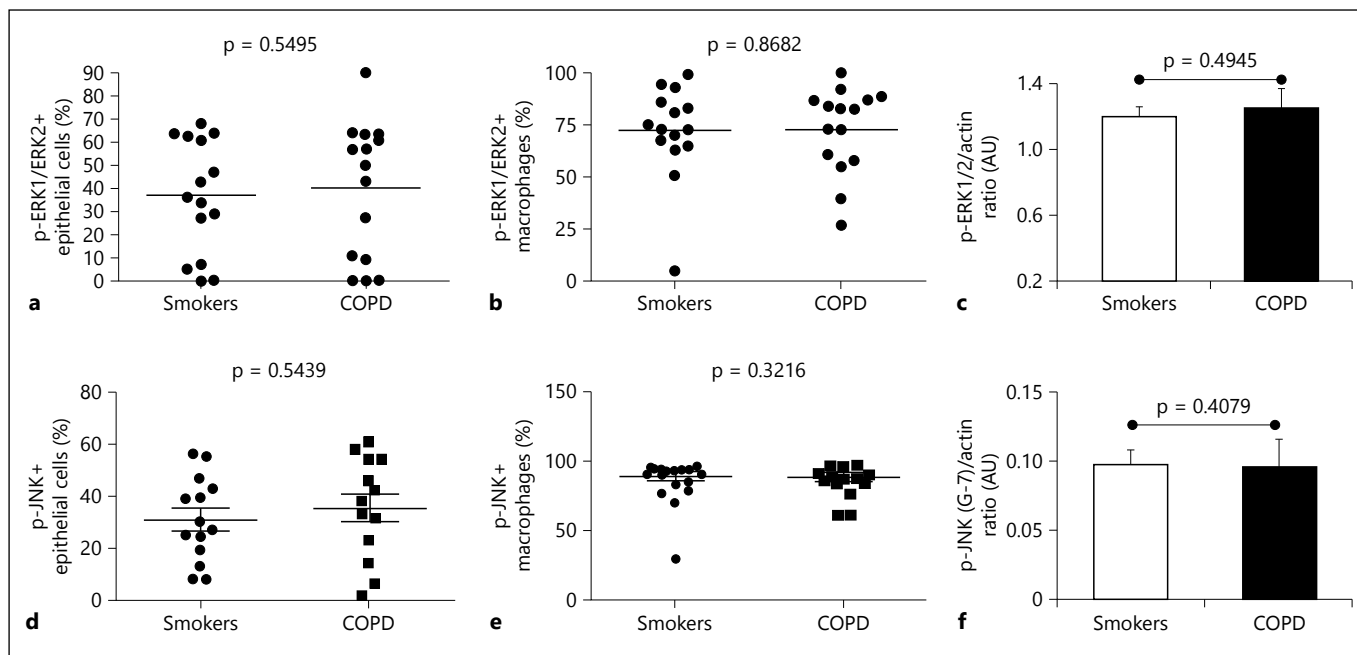 p = 0.5495
p-ERK1/ERK2+
epithelial cells (%)
90
80
70
60
50
40
30
20
10
0
Smokers
COPD
a
p = 0.8682
p-ERK1/ERK2+
macrophages (%)
100
75
50
25
0
Smokers
COPD
b
p = 0.4945
p-ERK1/2/actin
ratio (AU)
1.4
1.0
0.6
0.2
Smokers
COPD
c
p = 0.5439
p-JNK+
epithelial cells (%)
80
60
40
20
0
Smokers
COPD
d
p = 0.3216
p-JNK+
macrophages (%)
150
100
50
0
Smokers
COPD
e
p = 0.4079
p-JNK (G-7)/actin
ratio (AU)
0.15
0.10
0.05
0
Smokers
COPD
f